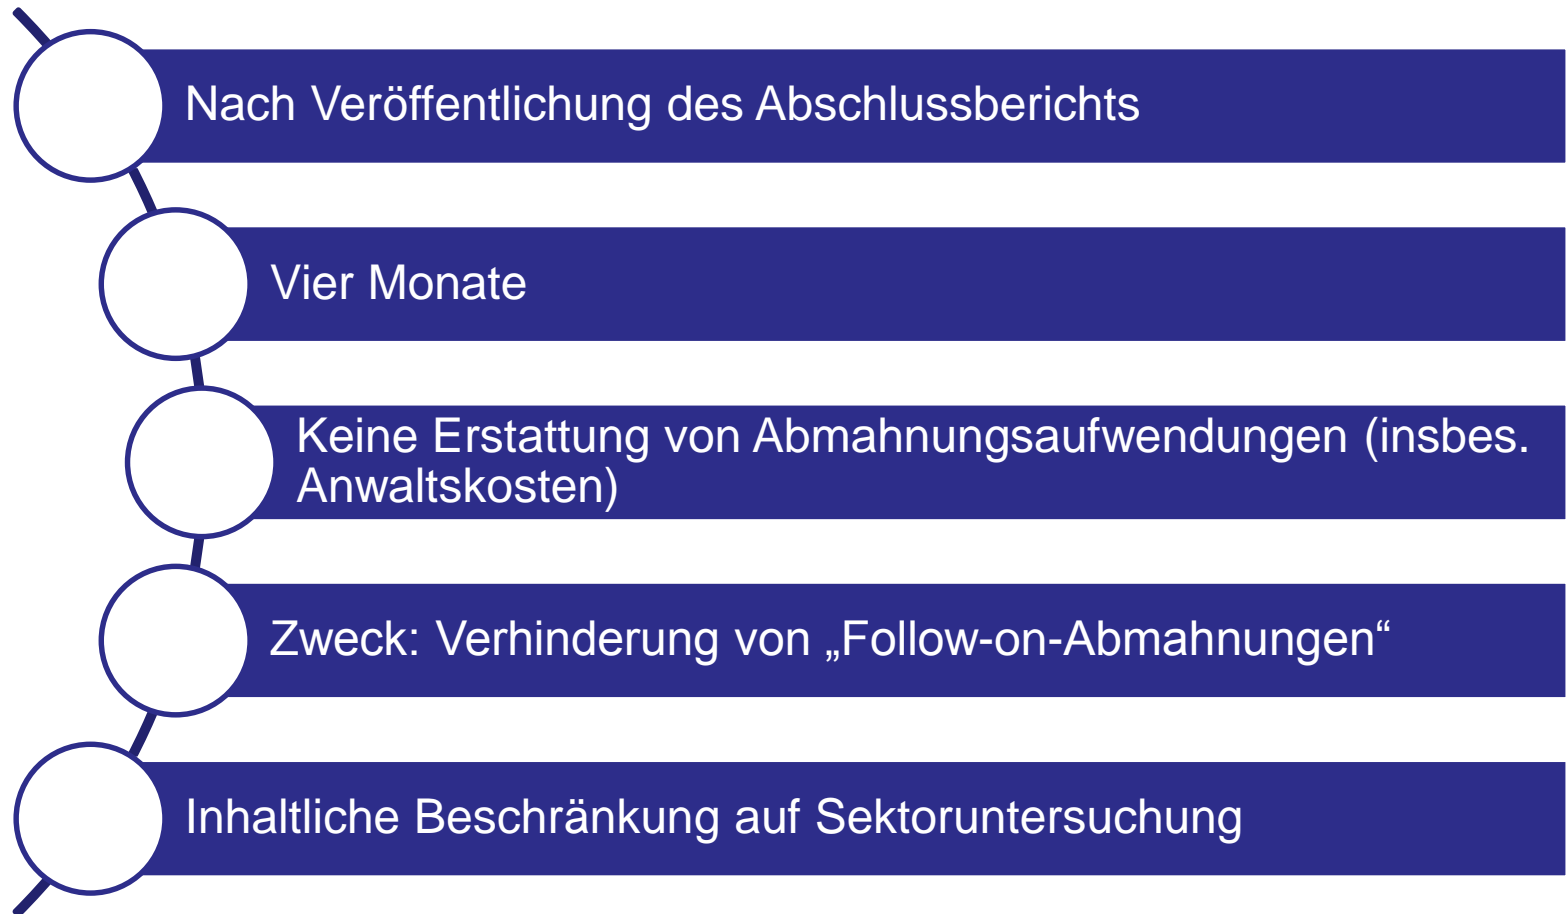 Nach Veröffentlichung des Abschlussberichts
Vier Monate
Keine Erstattung von Abmahnungsaufwendungen (insbes.
Anwaltskosten)
Zweck: Verhinderung von „Follow-on-Abmahnungen“
Inhaltliche Beschränkung auf Sektoruntersuchung